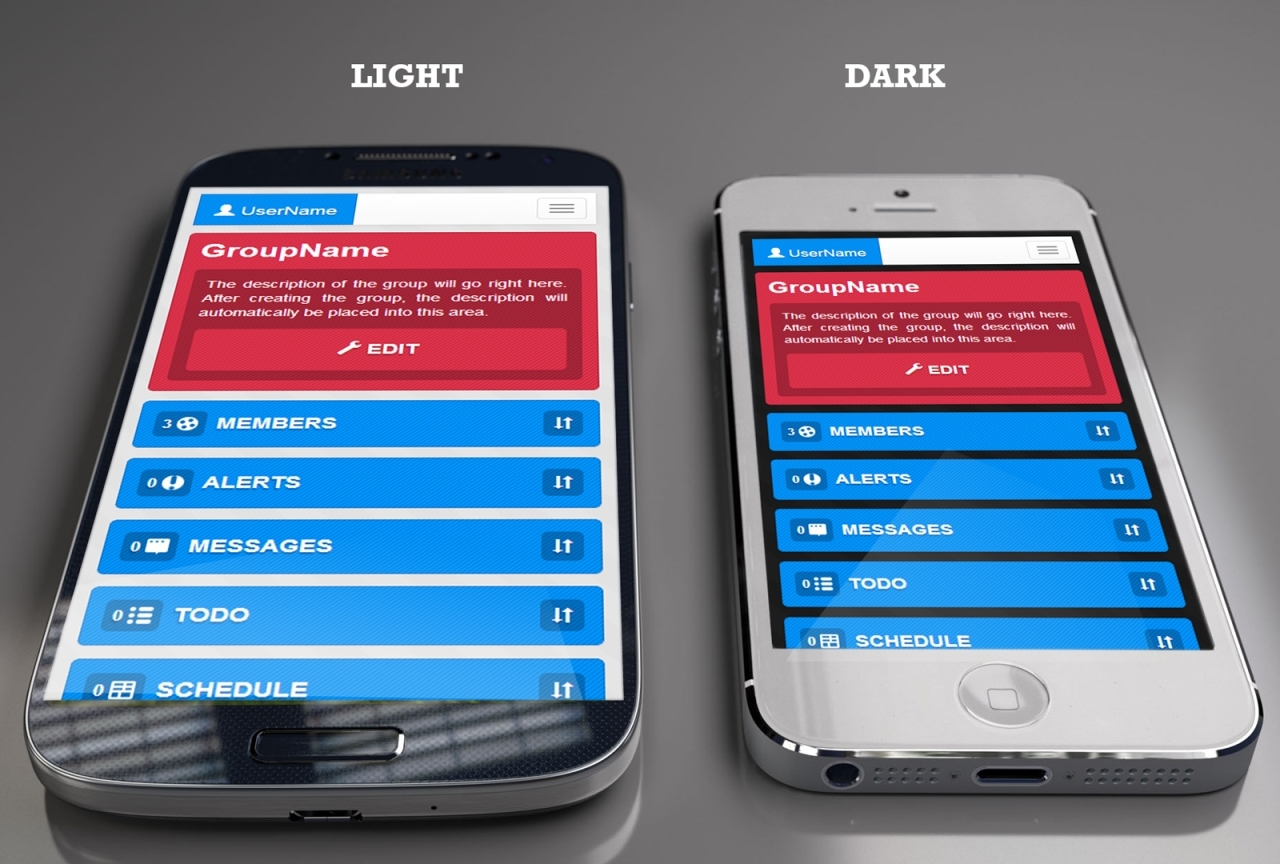 LIGHT
DARK
SAMSUNG
UserName
GroupName
The description of the group will go right here.
After creating the group, the description will
automatically be placed into this area.
EDIT
3 MEMBERS
0 ALERTS
0 MESSAGES
0 TODO
0 SCHEDULE
UserName
GroupName
The description of the group will go right here.
After creating the group, the description will
automatically be placed into this area.
EDIT
3 MEMBERS
0 ALERTS
0 MESSAGES
0 TODO
0 SCHEDULE